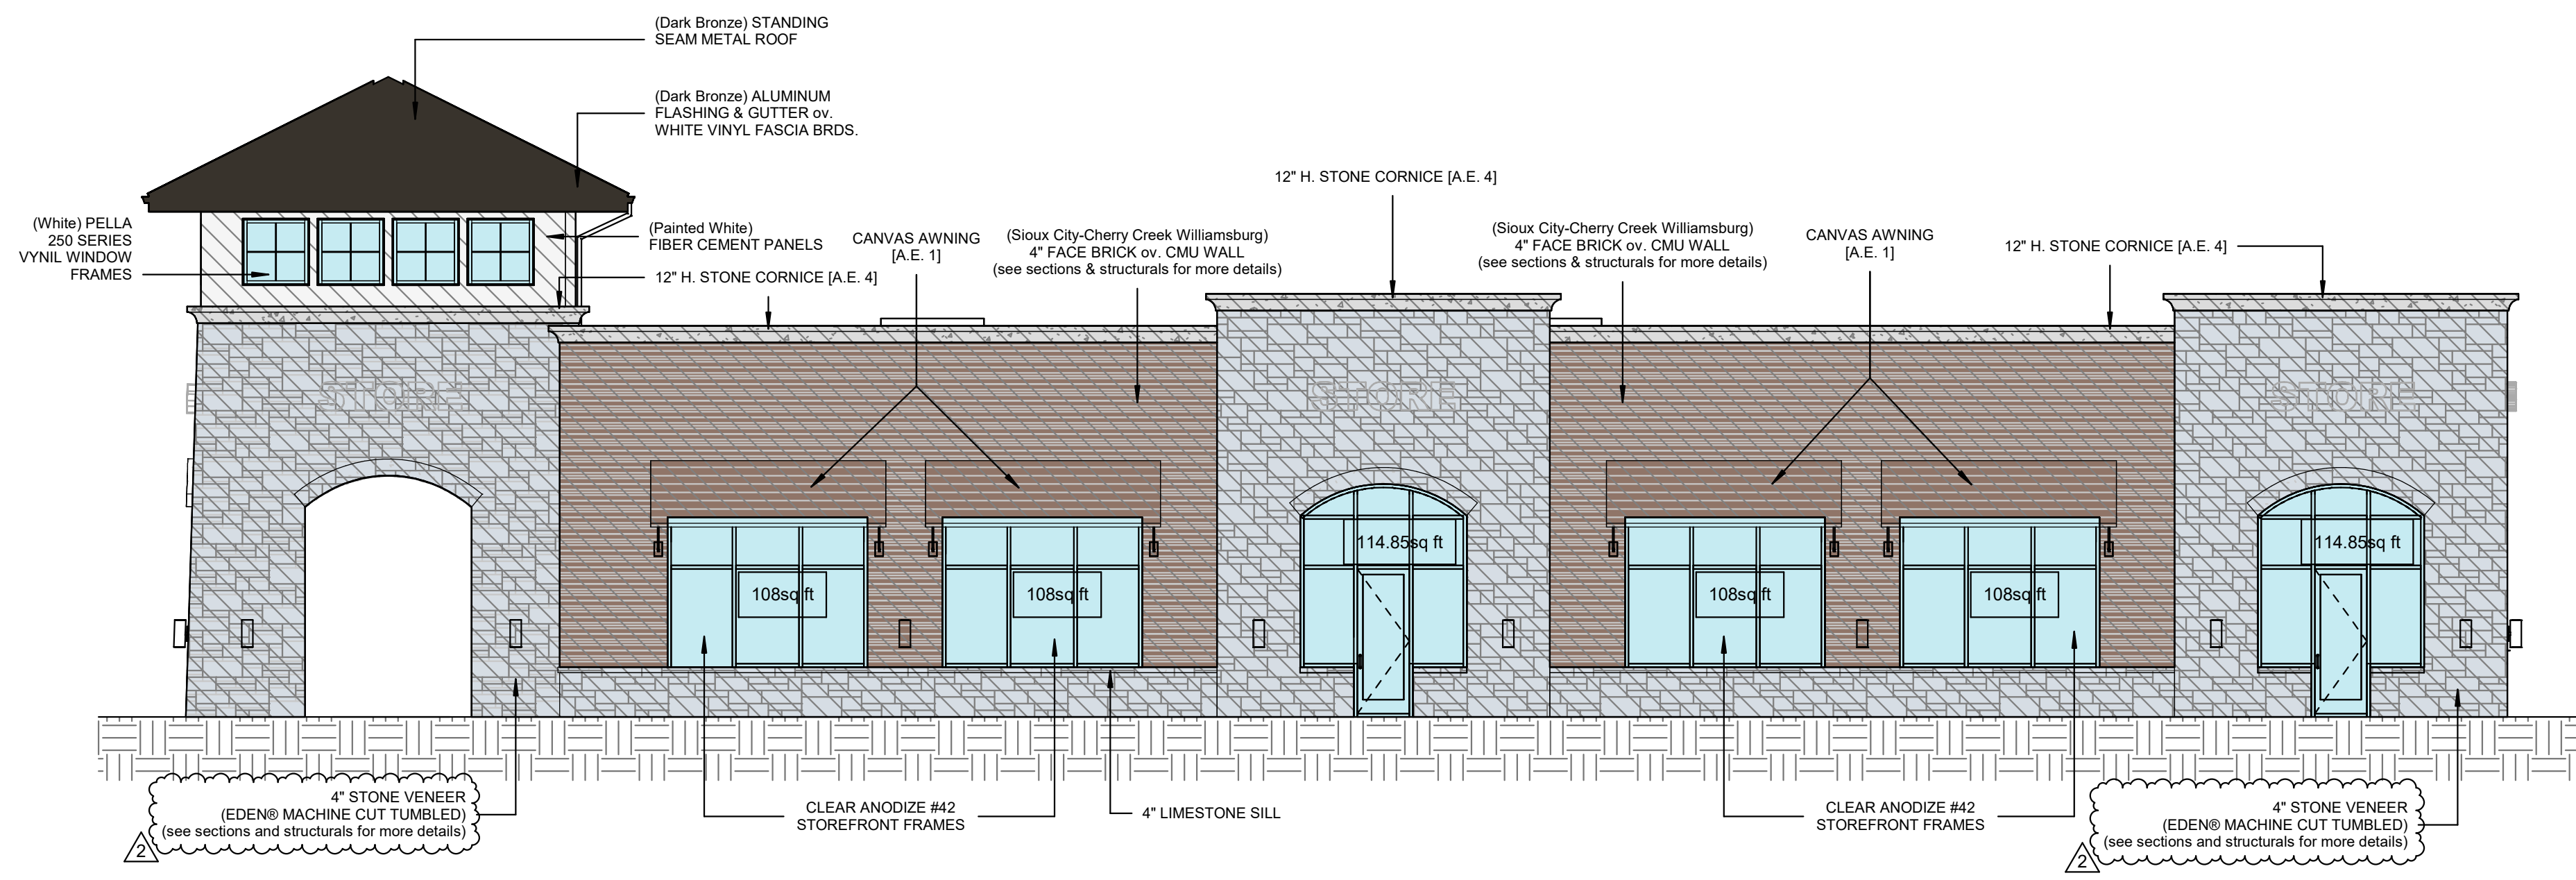 (Dark Bronze) STANDING
SEAM METAL ROOF
(Dark Bronze) ALUMINUM
FLASHING & GUTTER ov.
WHITE VINYL FASCIA BRDS.
(White) PELLA
250 SERIES
VYNIL WINDOW
FRAMES
(Painted White)
FIBER CEMENT PANELS
12" H. STONE CORNICE [A.E. 4]
CANVAS AWNING
[A.E. 1]
(Sioux City-Cherry Creek Williamsburg)
4" FACE BRICK ov. CMU WALL
(see sections & structurals for more details)
12" H. STONE CORNICE [A.E. 4]
(Sioux City-Cherry Creek Williamsburg)
4" FACE BRICK ov. CMU WALL
(see sections & structurals for more details)
CANVAS AWNING
[A.E. 1]
12" H. STONE CORNICE [A.E. 4]
STORE
STORE
STORE
108sq ft
108sq ft
114.85sq ft
108sq ft
108sq ft
114.85sq ft
4" STONE VENEER
(EDEN® MACHINE CUT TUMBLED)
(see sections and structurals for more details)
2
CLEAR ANODIZE #42
STOREFRONT FRAMES
4" LIMESTONE SILL
CLEAR ANODIZE #42
STOREFRONT FRAMES
4" STONE VENEER
(EDEN® MACHINE CUT TUMBLED)
(see sections and structurals for more details)
2